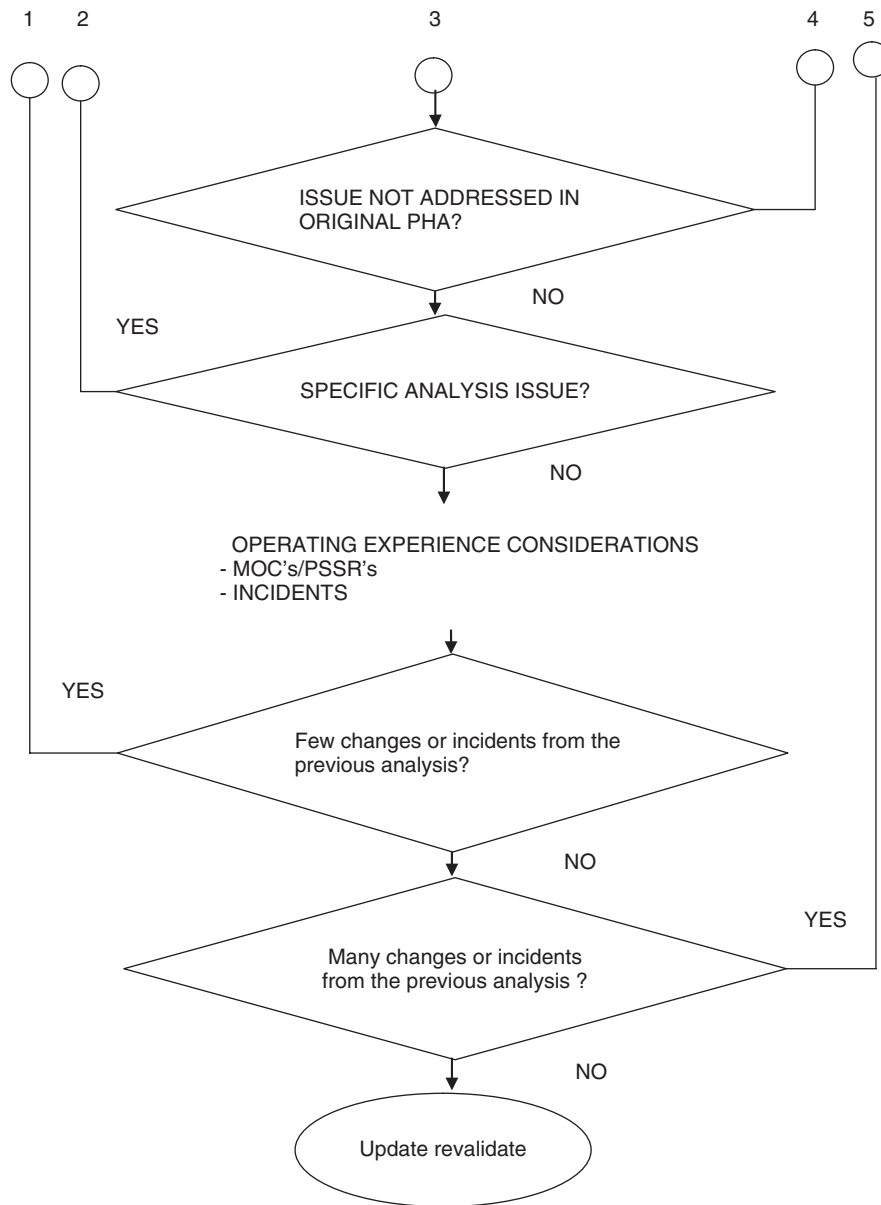 1 2 3 4 5
ISSUE NOT ADDRESSED IN
ORIGINAL PHA?
NO
YES
SPECIFIC ANALYSIS ISSUE?
NO
OPERATING EXPERIENCE CONSIDERATIONS
- MOC's/PSSR's
- INCIDENTS
YES
Few changes or incidents from the
previous analysis?
NO
YES
Many changes or incidents
from the previous analysis ?
NO
Update revalidate